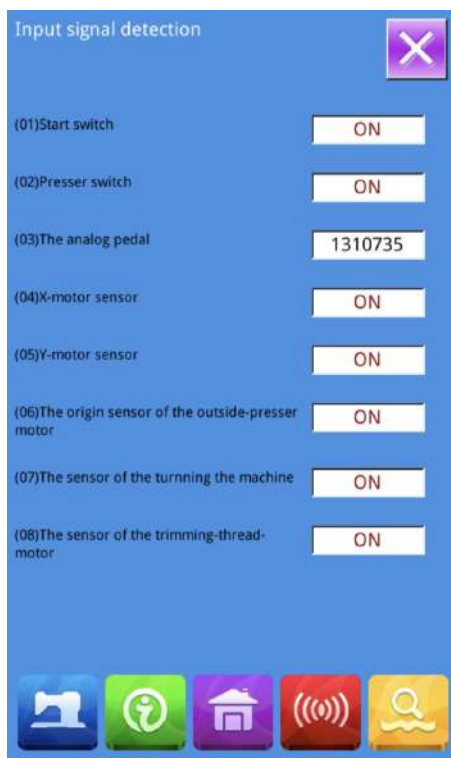 Input signal detection
(01)Start switch
ON
(02)Presser switch
ON
(03)The analog pedal
1310735
(04)X-motor sensor
ON
(05)Y-motor sensor
ON
(06)The origin sensor of the outside-presser
motor
ON
(07)The sensor of the turnning the machine
ON
(08)The sensor of the trimming-thread-
motor
ON